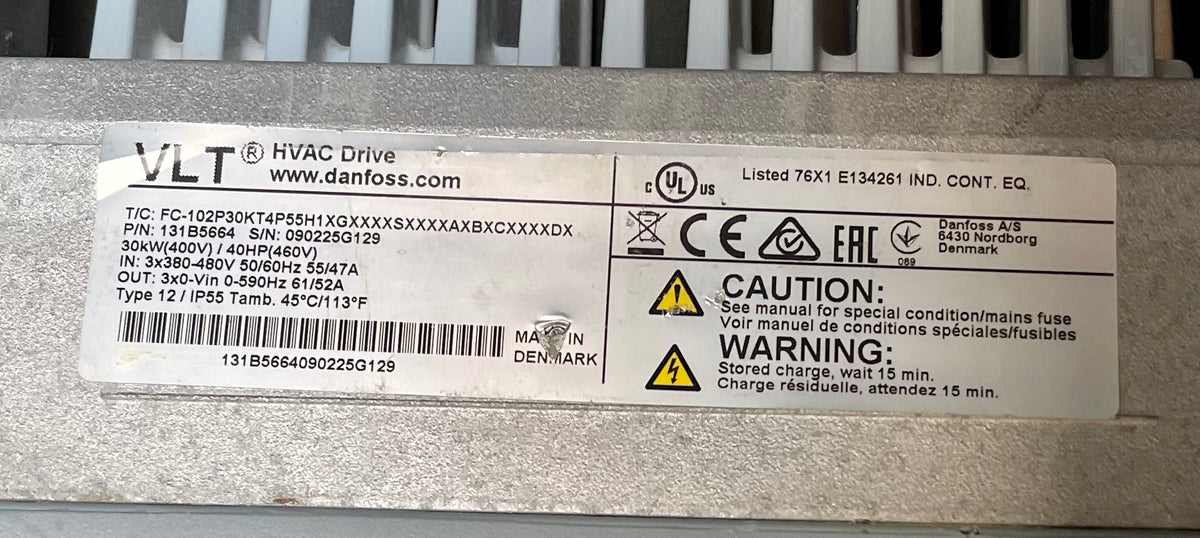 VLT® HVAC Drive
www.danfoss.com
T/C: FC-102P30KT4P55H1XGXXXXSXXXXAXBXCXXXXDX
P/N: 131B5664 S/N: 090225G129
30kW(400V) / 40HP(460V)
IN: 3x380-480V 50/60Hz 55/47A
OUT: 3x0-Vin 0-590Hz 61/52A
Type 12 / IP55 Tamb. 45°C/113°F
131B5664090225G129
MADE IN
DENMARK
C UL US Listed 76X1 E134261 IND. CONT. EQ.
CE EAC
089
Danfoss A/S
6430 Nordborg
Denmark
CAUTION:
See manual for special condition/mains fuse
Voir manuel de conditions spéciales/fusibles
WARNING:
Stored charge, wait 15 min.
Charge résiduelle, attendez 15 min.